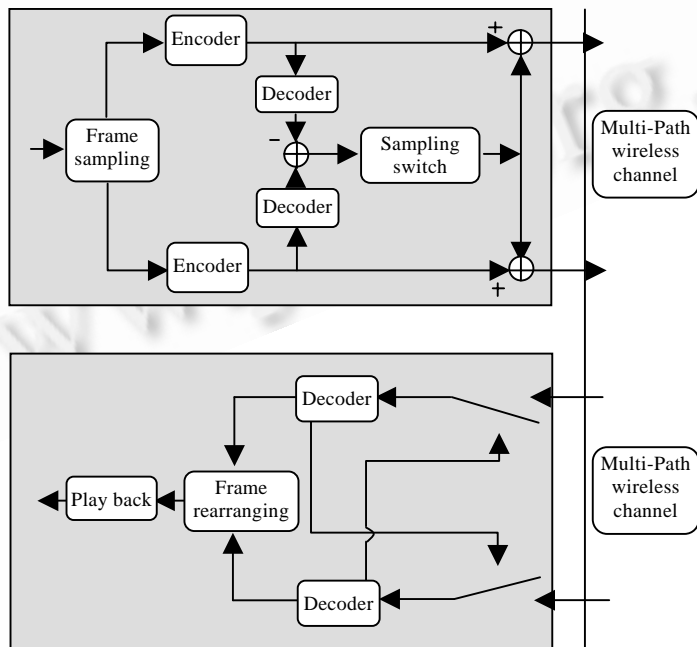 Encoder
+
Decoder
Frame
sampling
-
Sampling
switch
Multi-Path
wireless
channel
Decoder
Encoder
+
Decoder
Play back
Frame
rearranging
Multi-Path
wireless
channel
Decoder